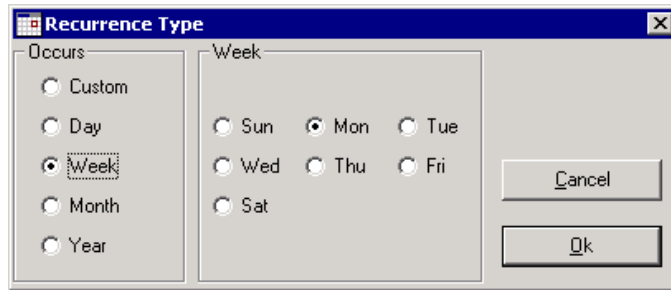 Recurrence Type
Occurs
Custom
Day
Week
Month
Year
Week
Sun Mon Tue
Wed Thu Fri
Sat
Cancel
Ok